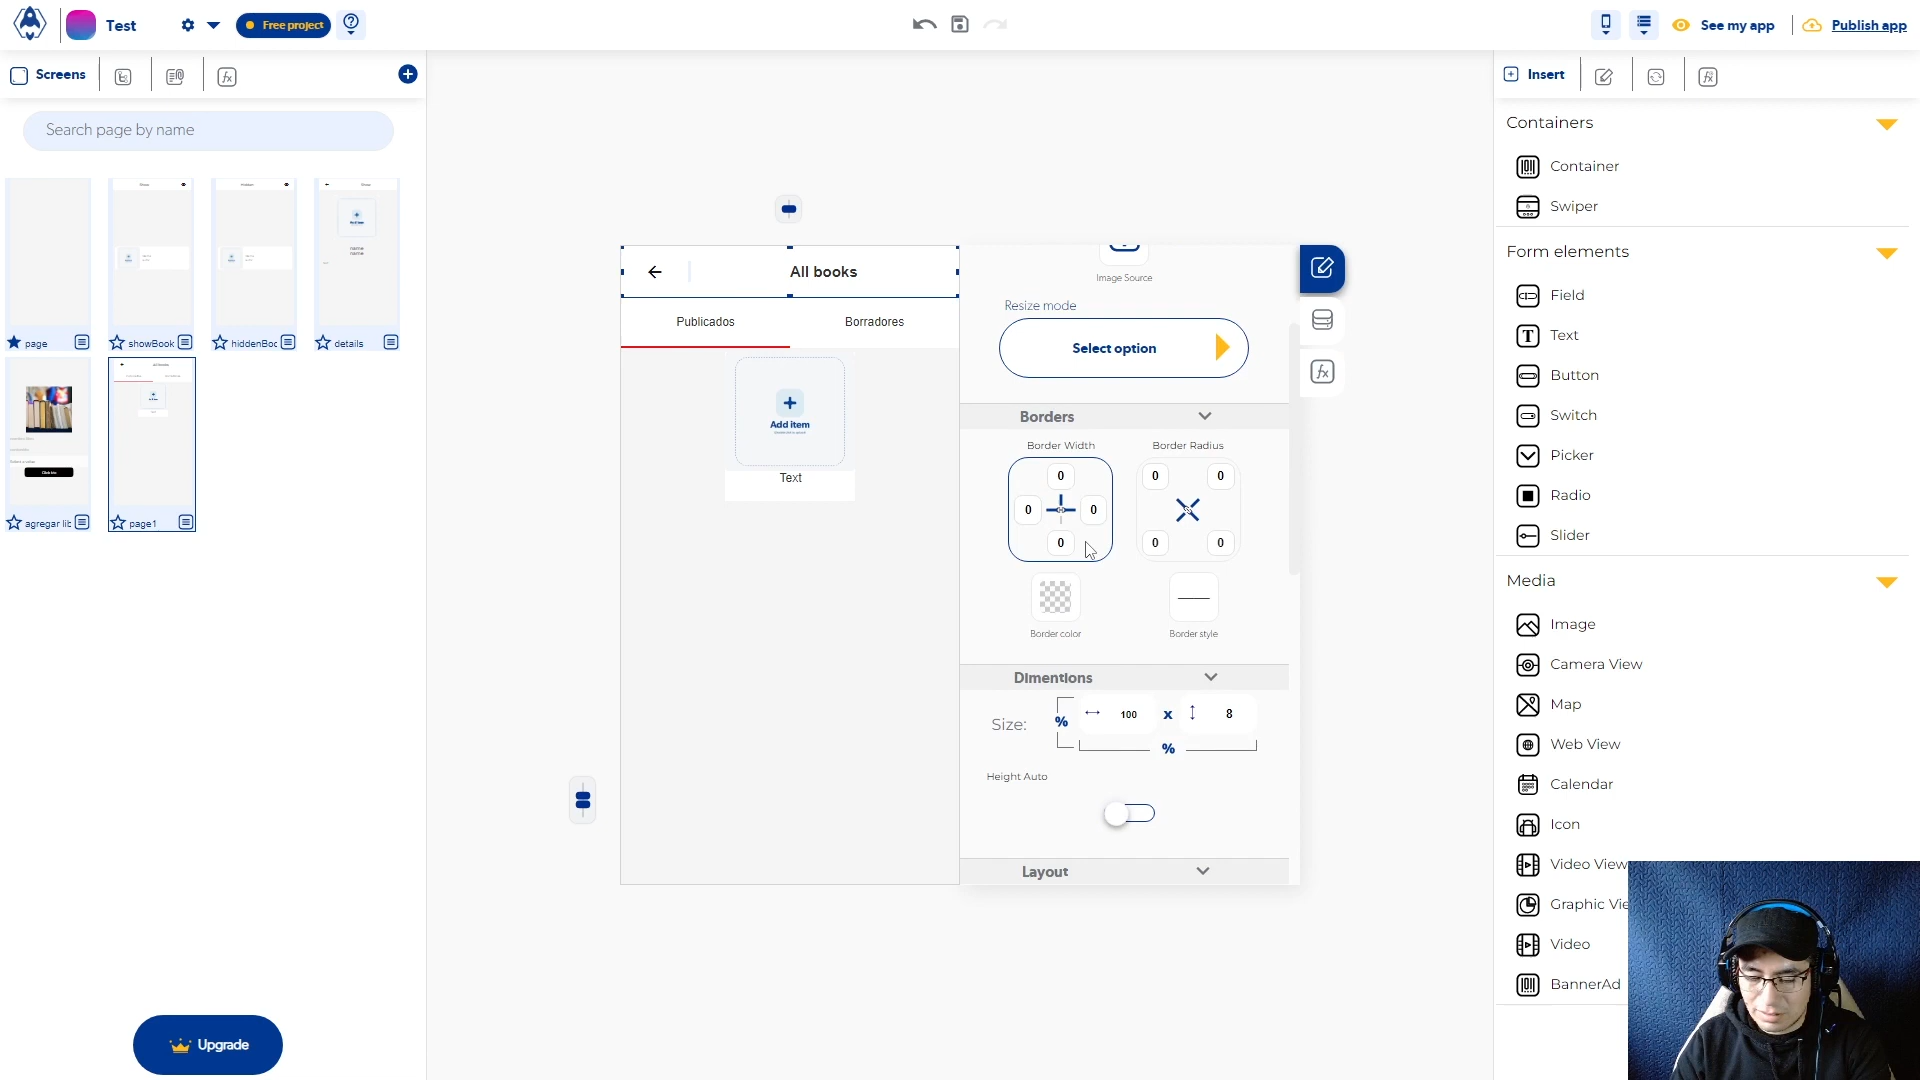 Test
Free project
See my app
Publish app
Screens
Insert
Search page by name
page
showBook
hiddenBoc
details
agregar lit
page1
Upgrade
All books
Publicados
Borradores
Add item
Text
Image Source
Resize mode
Select option
Borders
Border Width
Border Radius
0
0
0
0
0
0
0
0
Border color
Border style
Dimentions
Size:
%
100
x
8
%
Height Auto
Layout
Containers
Container
Swiper
Form elements
Field
Text
Button
Switch
Picker
Radio
Slider
Media
Image
Camera View
Map
Web View
Calendar
Icon
Video View
Graphic Vie
Video
BannerAd